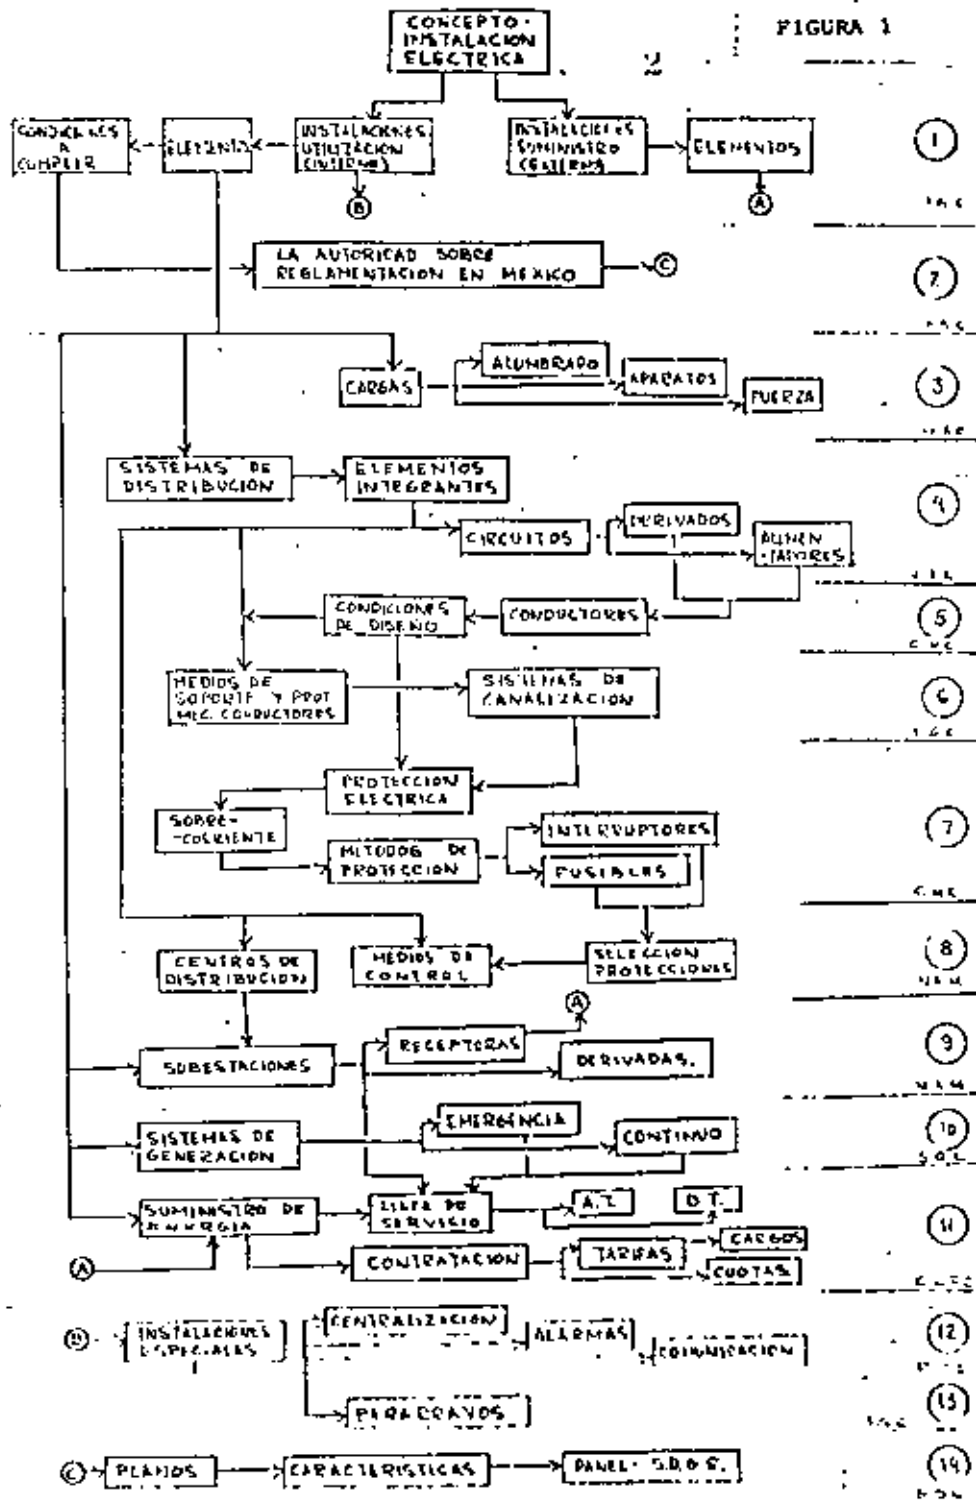 CONCEPTO -
INSTALACION
ELECTRICA
FIGURA 1
CONDICIONES
A
CUMPLIR
ELEMENTO
INSTALACIONES
UTILIZACION
(INTERNAS)
INSTALACIONES
SUMINISTRO
(EXTERNA)
ELEMENTOS
1
B
A
LA AUTORIDAD SOBRE
REGLAMENTACION EN MEXICO
C
2
CARGAS
ALUMBRADO
APARATOS
FUERZA
3
SISTEMAS DE
DISTRIBUCION
ELEMENTOS
INTEGRANTES
CIRCUITOS
DERIVADOS
ALIMEN
-TADORES
4
CONDICIONES
DE DISEÑO
CONDUCTORES
5
MEDIOS DE
SOPORTE Y PROT
MEC. CONDUCTORES
SISTEMAS DE
CANALIZACION
6
PROTECCION
ELECTRICA
SOBRE-
-CORRIENTE
METODOS DE
PROTECCION
INTERRUPTORES
FUSIBLES
7
CENTROS DE
DISTRIBUCION
MEDIOS DE
CONTROL
SELECCION
PROTECCIONES
8
A
SUBESTACIONES
RECEPTORAS
DERIVADAS.
9
SISTEMAS DE
GENERACION
EMERGENCIA
CONTINUO
10
SUMINISTRO DE
ENERGIA
LINEA DE
SERVICIO
A.T.
B.T.
11
A
CONTRATACION
TARIFAS
CARGOS
CUOTAS.
B
INSTALACIONES
ESPECIALES
CENTRALIZACION
ALARMAS
COMUNICACION
12
PARARRAYOS
13
C
PLANOS
CARACTERISTICAS
14